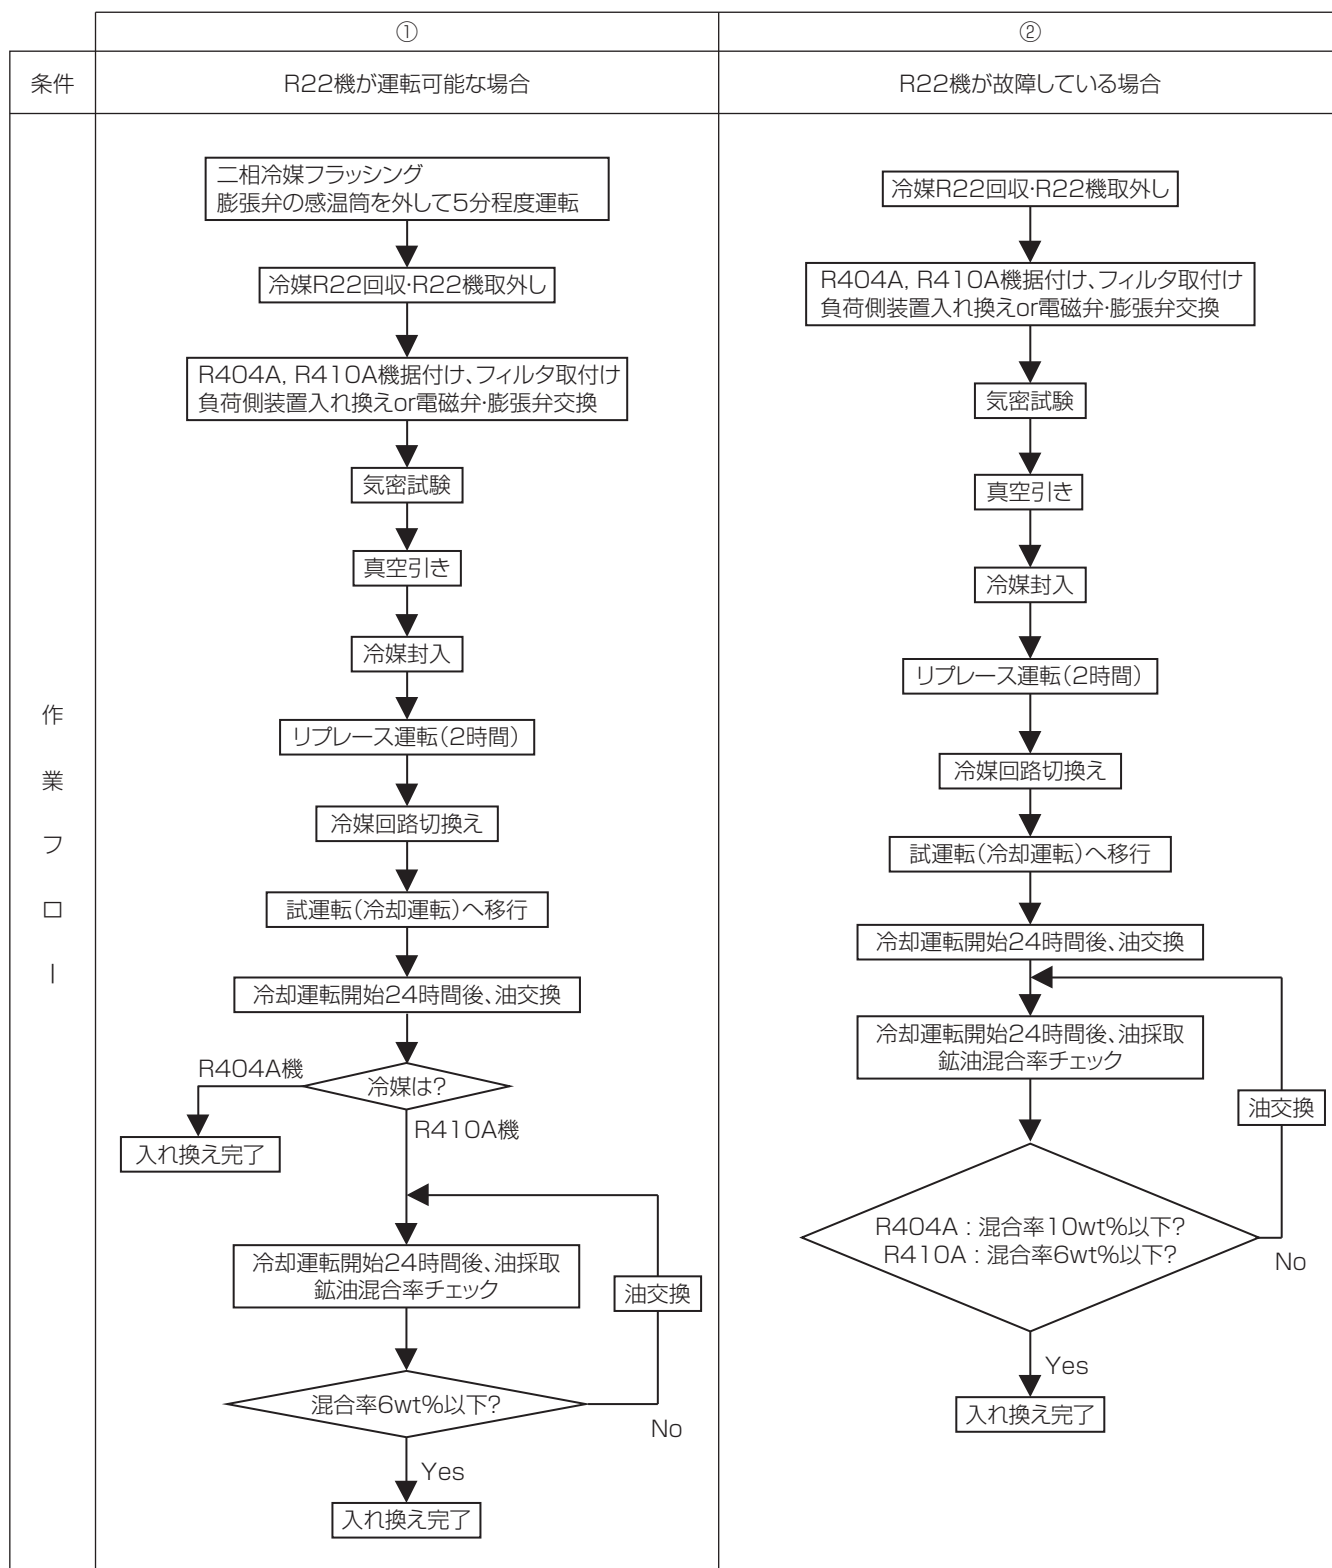 ①
②
条件
R22機が運転可能な場合
R22機が故障している場合
作業フロー
二相冷媒フラッシング
膨張弁の感温筒を外して5分程度運転
冷媒R22回収・R22機取外し
R404A, R410A機据付け、フィルタ取付け
負荷側装置入れ換えor電磁弁・膨張弁交換
気密試験
真空引き
冷媒封入
リプレース運転(2時間)
冷媒回路切換え
試運転(冷却運転)へ移行
冷却運転開始24時間後、油交換
冷媒は?
R404A機
入れ換え完了
R410A機
冷却運転開始24時間後、油採取
鉱油混合率チェック
油交換
混合率6wt%以下?
No
Yes
入れ換え完了
冷媒R22回収・R22機取外し
R404A, R410A機据付け、フィルタ取付け
負荷側装置入れ換えor電磁弁・膨張弁交換
気密試験
真空引き
冷媒封入
リプレース運転(2時間)
冷媒回路切換え
試運転(冷却運転)へ移行
冷却運転開始24時間後、油交換
冷却運転開始24時間後、油採取
鉱油混合率チェック
油交換
R404A : 混合率10wt%以下?
R410A : 混合率6wt%以下?
No
Yes
入れ換え完了